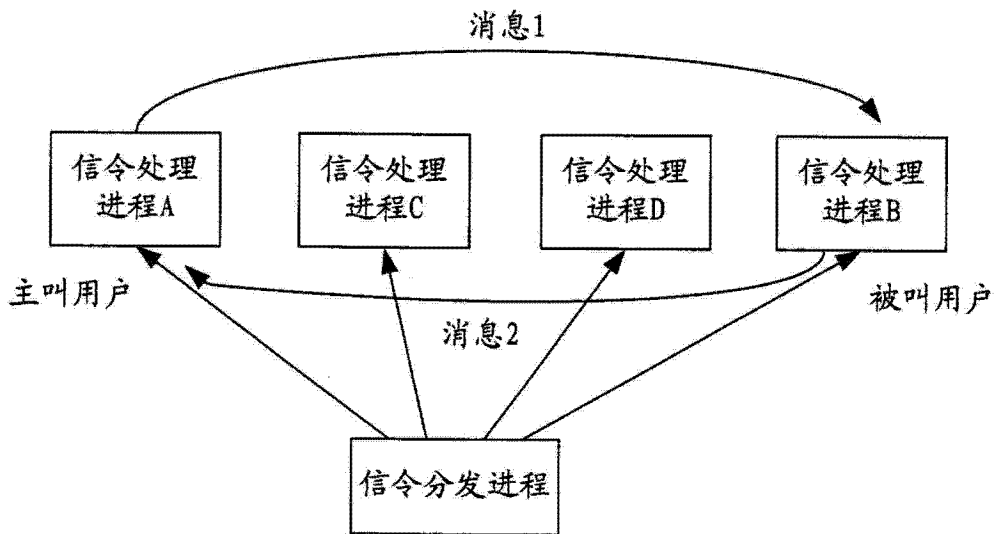 消息1
信令处理
进程A
信令处理
进程C
信令处理
进程D
信令处理
进程B
主叫用户
被叫用户
消息2
信令分发进程